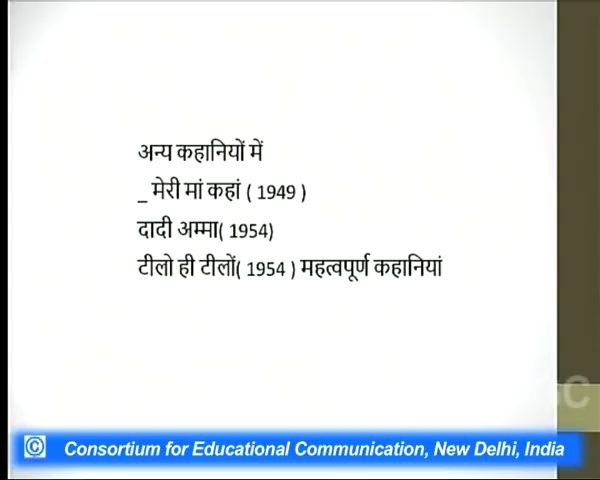 अन्य कहानियों में
_ मेरी मां कहां ( 1949 )
दादी अम्मा( 1954)
टीलो ही टीलों( 1954 ) महत्वपूर्ण कहानियां
© Consortium for Educational Communication, New Delhi, India